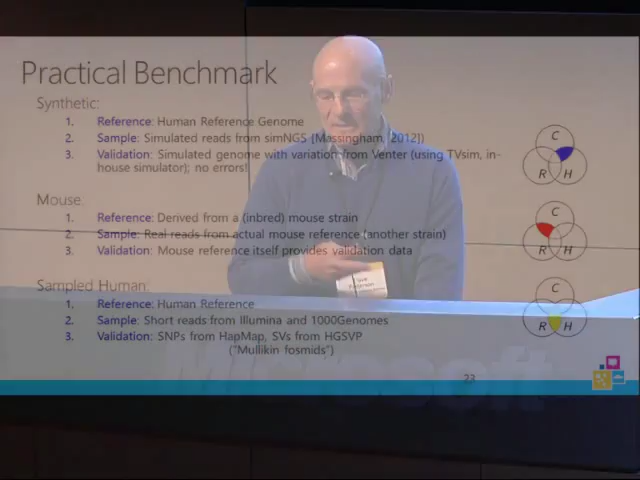 Practical Benchmark
Synthetic:
1. Reference: Human Reference Genome
2. Sample: Simulated reads from simNGS [Massingham, 2012])
3. Validation: Simulated genome with variation from Venter (using TVsim, in-
house simulator); no errors!
C
R H
Mouse:
1. Reference: Derived from a (inbred) mouse strain
2. Sample: Real reads from actual mouse reference (another strain)
3. Validation: Mouse reference itself provides validation data
C
R H
Sampled Human:
1. Reference: Human Reference
2. Sample: Short reads from Illumina and 1000Genomes
3. Validation: SNPs from HapMap, SVs from HGSVP
("Mullikin fosmids")
C
R H
Microsoft
23